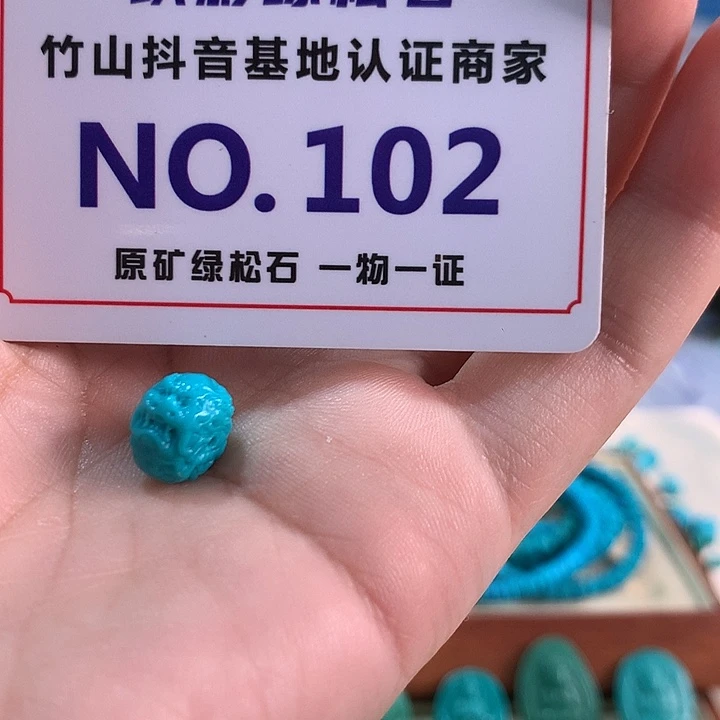 竹山抖音基地认证商家
NO. 102
原矿绿松石 一物一证